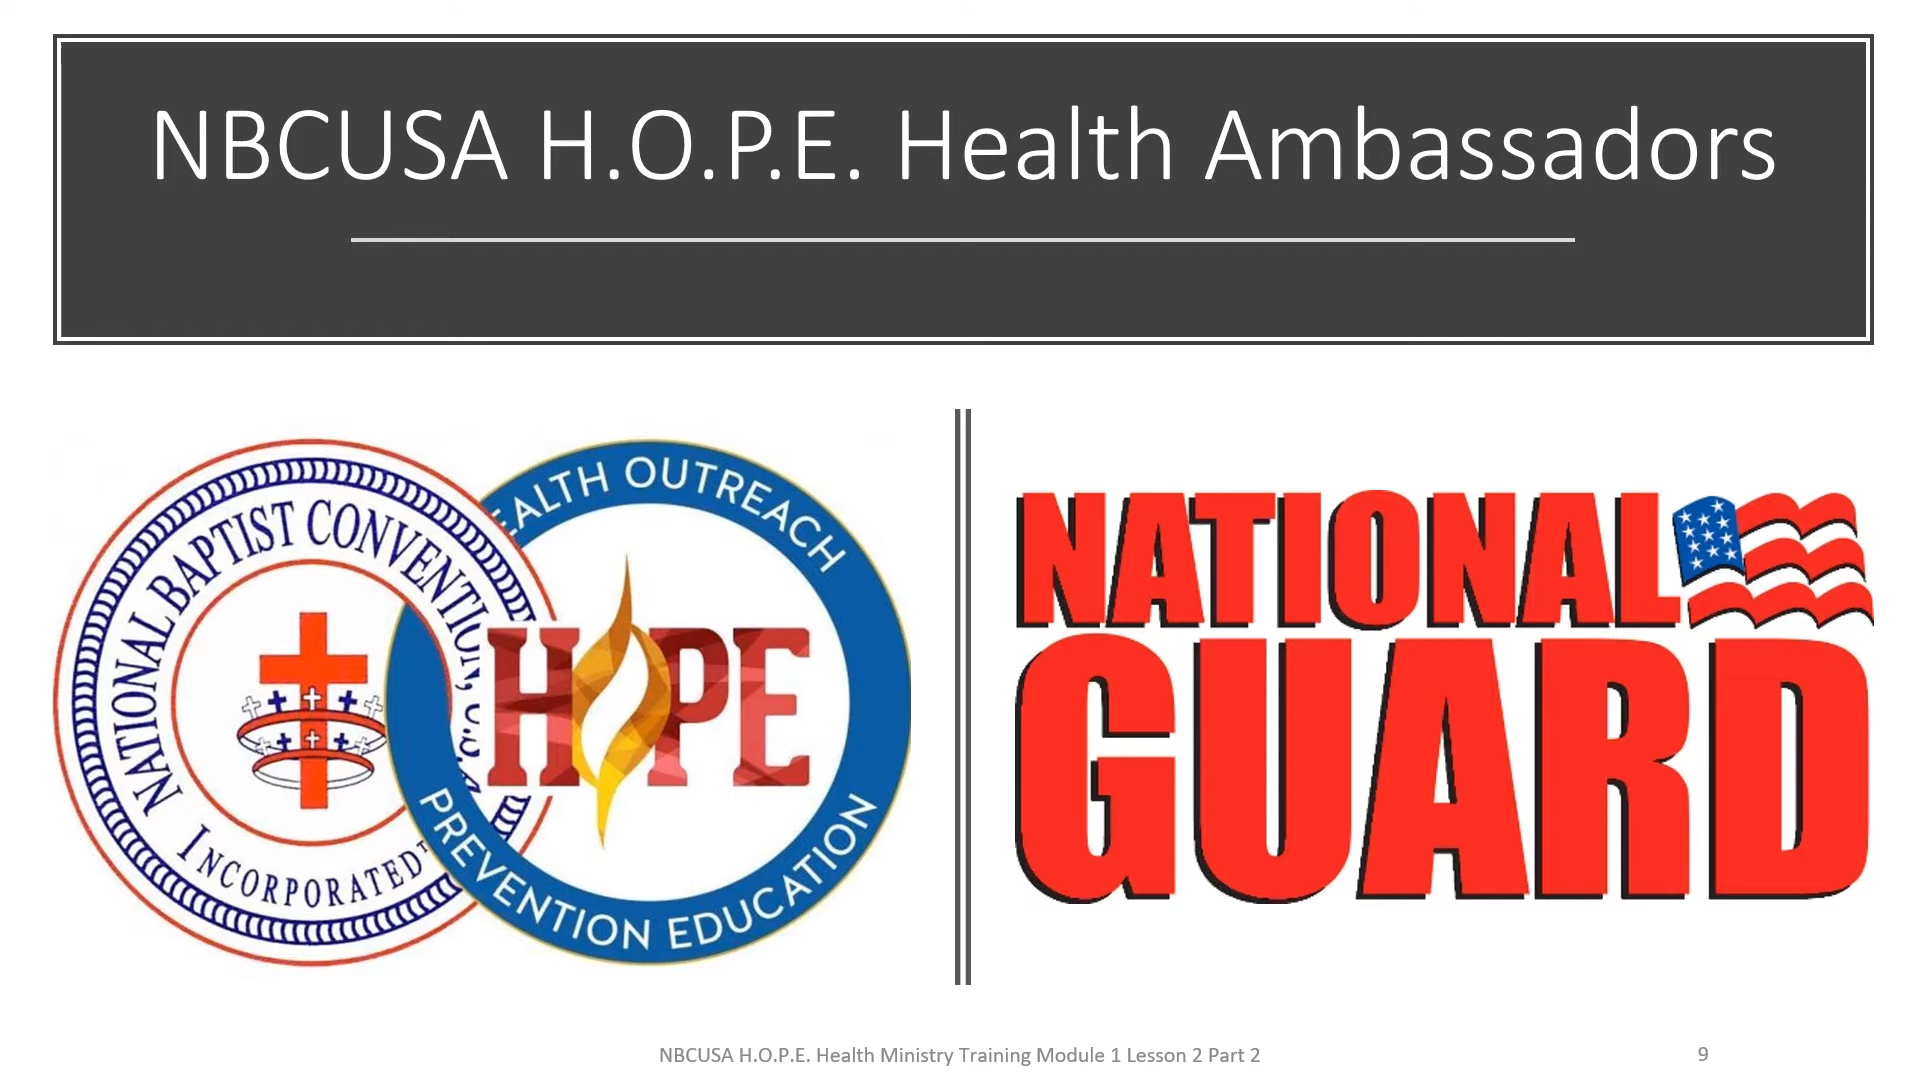 NBCUSA H.O.P.E. Health Ambassadors
NATIONAL BAPTIST CONVENTION, U.S.A.
INCORPORATED
EALTH OUTREACH
HOPE
PREVENTION EDUCATION
NATIONAL
GUARD
NBCUSA H.O.P.E. Health Ministry Training Module 1 Lesson 2 Part 2
9